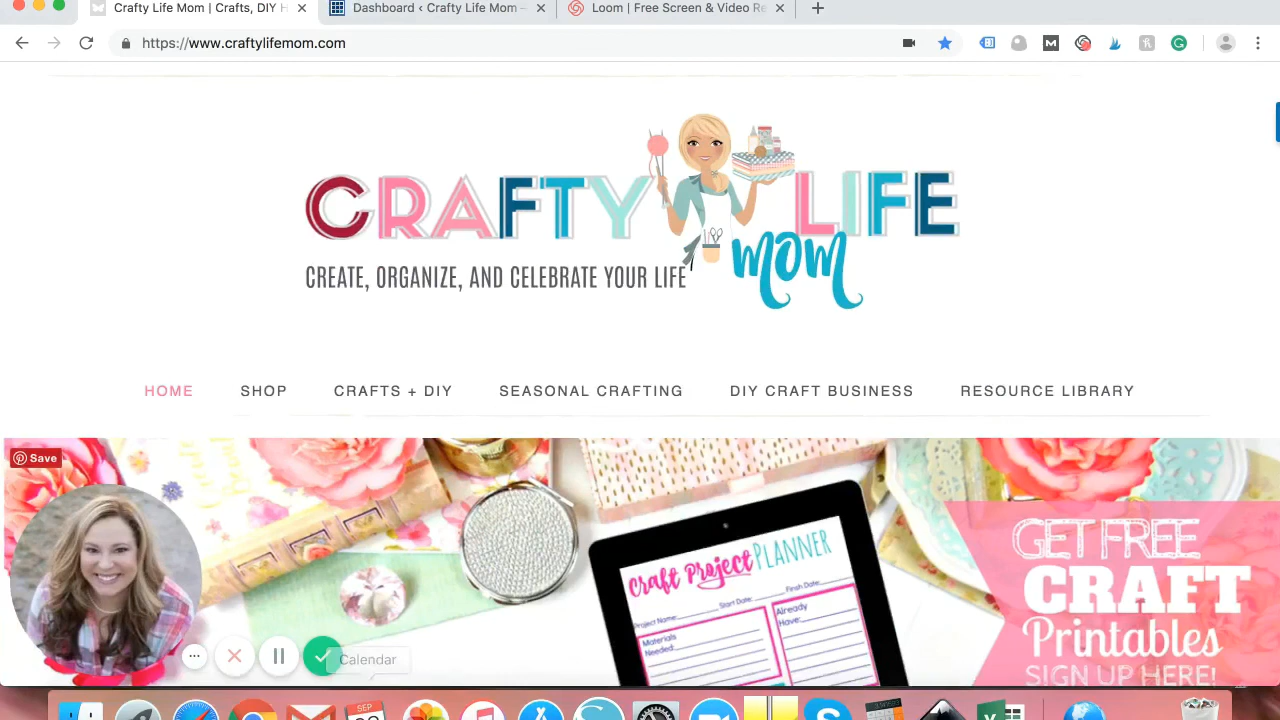 Crafty Life Mom | Crafts, DIY H
Dashboard ‹ Crafty Life Mom –
Loom | Free Screen & Video Re
https://www.craftylifemom.com
CRAFTY LIFE
mom
CREATE, ORGANIZE, AND CELEBRATE YOUR LIFE
HOME SHOP CRAFTS + DIY SEASONAL CRAFTING DIY CRAFT BUSINESS RESOURCE LIBRARY
Save
Craft Project PLANNER
Project Name: Start Date: Finish Date:
Materials
Needed:
Already
Have:
GET FREE
CRAFT
Printables
SIGN UP HERE!
Calendar
SEP